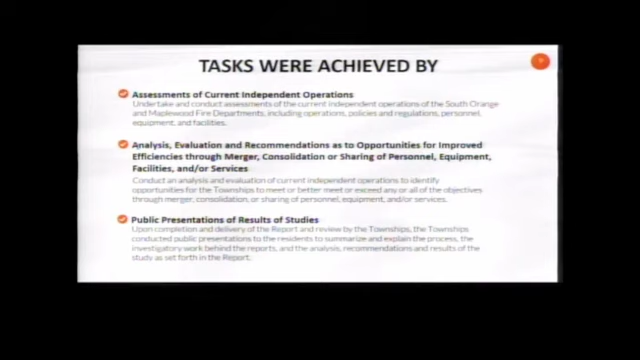 TASKS WERE ACHIEVED BY
Assessments of Current Independent Operations
Undertake and conduct assessments of the current independent operations of the South Orange
and Maplewood Fire Departments, including operations, policies and regulations, personnel,
equipment, and facilities.
Analysis, Evaluation and Recommendations as to Opportunities for Improved
Efficiencies through Merger, Consolidation or Sharing of Personnel, Equipment,
Facilities, and/or Services
Conduct an analysis and evaluation of current independent operations to identify
opportunities for the Townships to meet or better meet or exceed any or all of the objectives
through merger, consolidation, or sharing of personnel, equipment, and/or services.
Public Presentations of Results of Studies
Upon completion and delivery of the Report and review by the Townships, the Townships
conducted public presentations to the residents to summarize and explain the process, the
investigatory work behind the reports, and the analysis, recommendations and results of the
study as set forth in the Report.